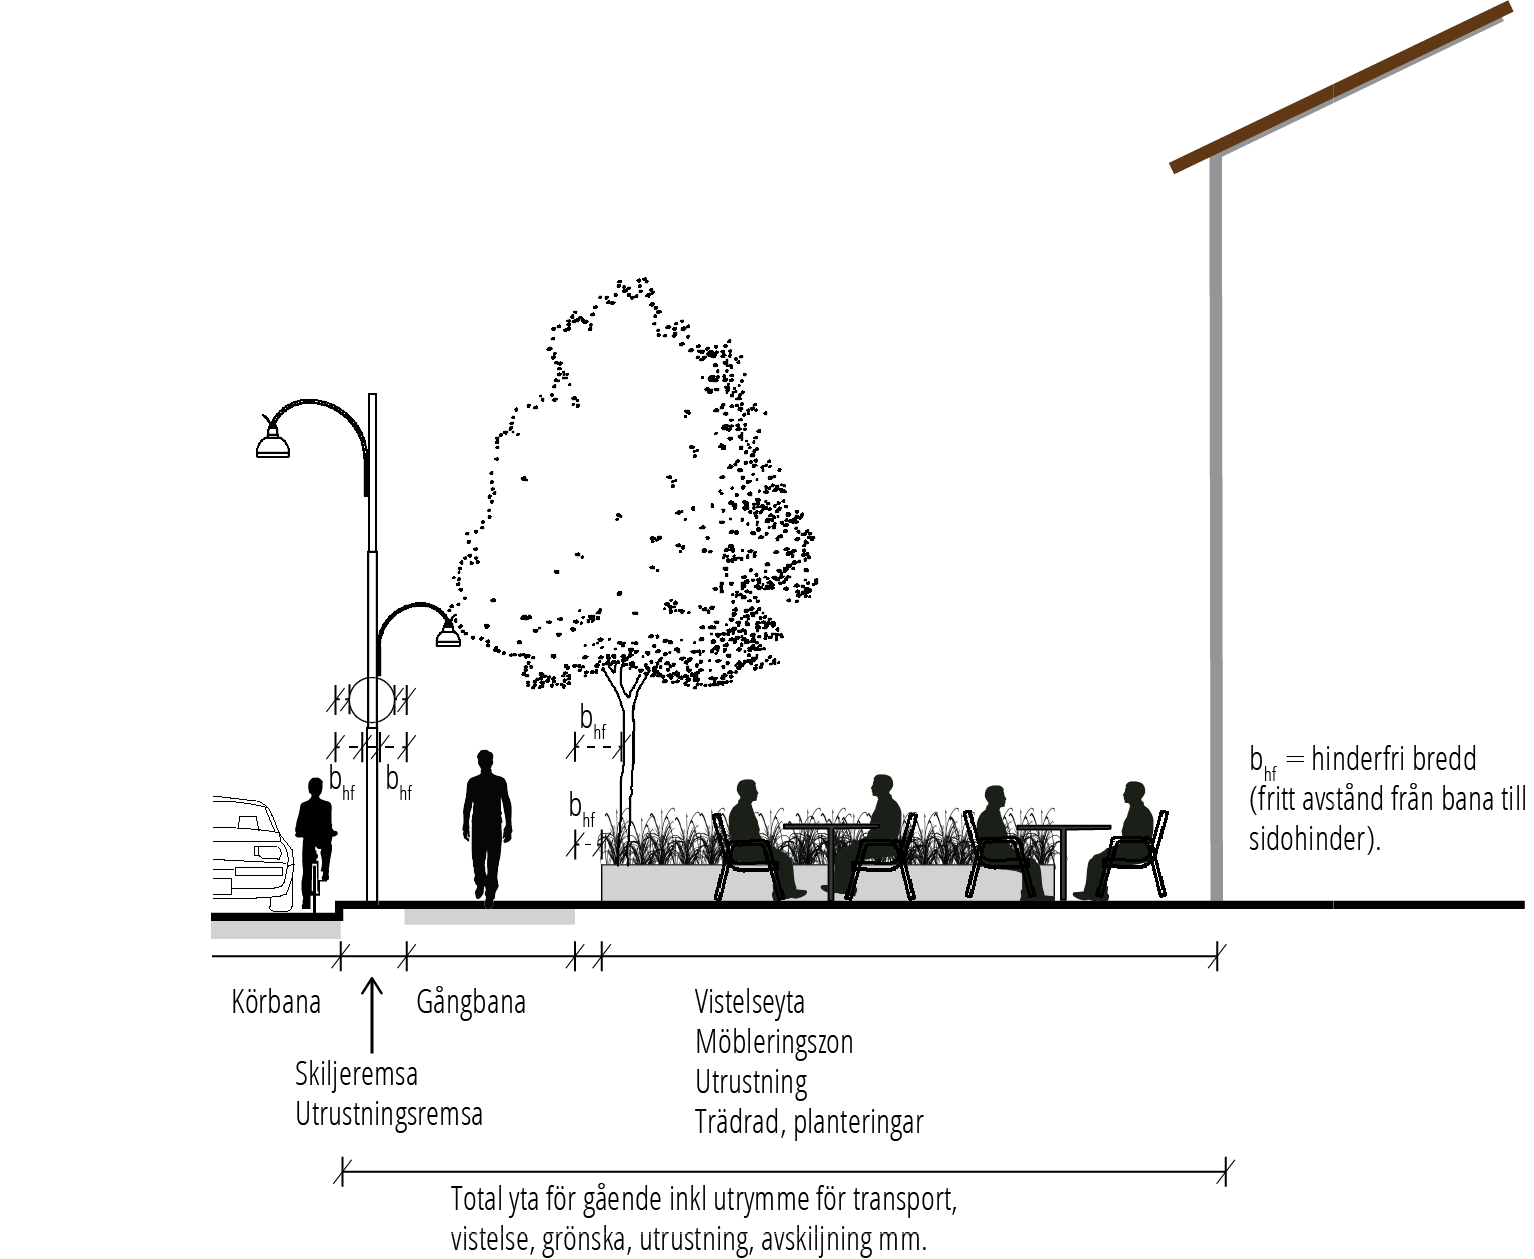 b hf
b hf
b hf
b hf
b hf = hinderfri bredd
(fritt avstånd från bana till
sidohinder).
Körbana
Gångbana
Vistelseyta
Möbleringszon
Utrustning
Trädrad, planteringar
Skiljeremsa
Utrustningsremsa
Total yta för gående inkl utrymme för transport,
vistelse, grönska, utrustning, avskiljning mm.